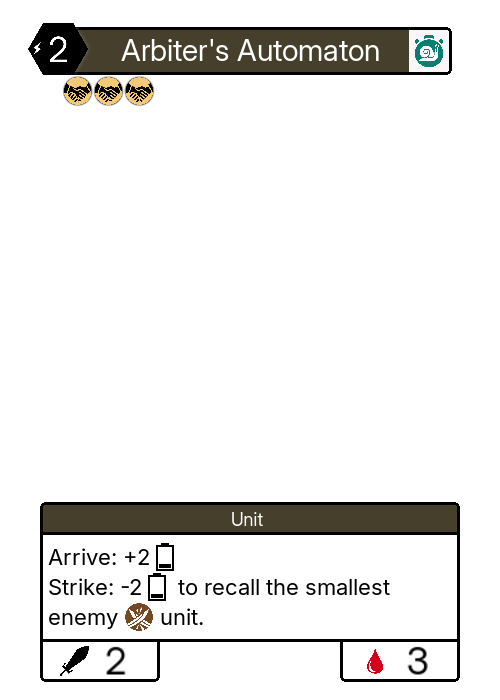 2
Arbiter's Automaton
Unit
Arrive: +2
Strike: -2 to recall the smallest
enemy unit.
2
3